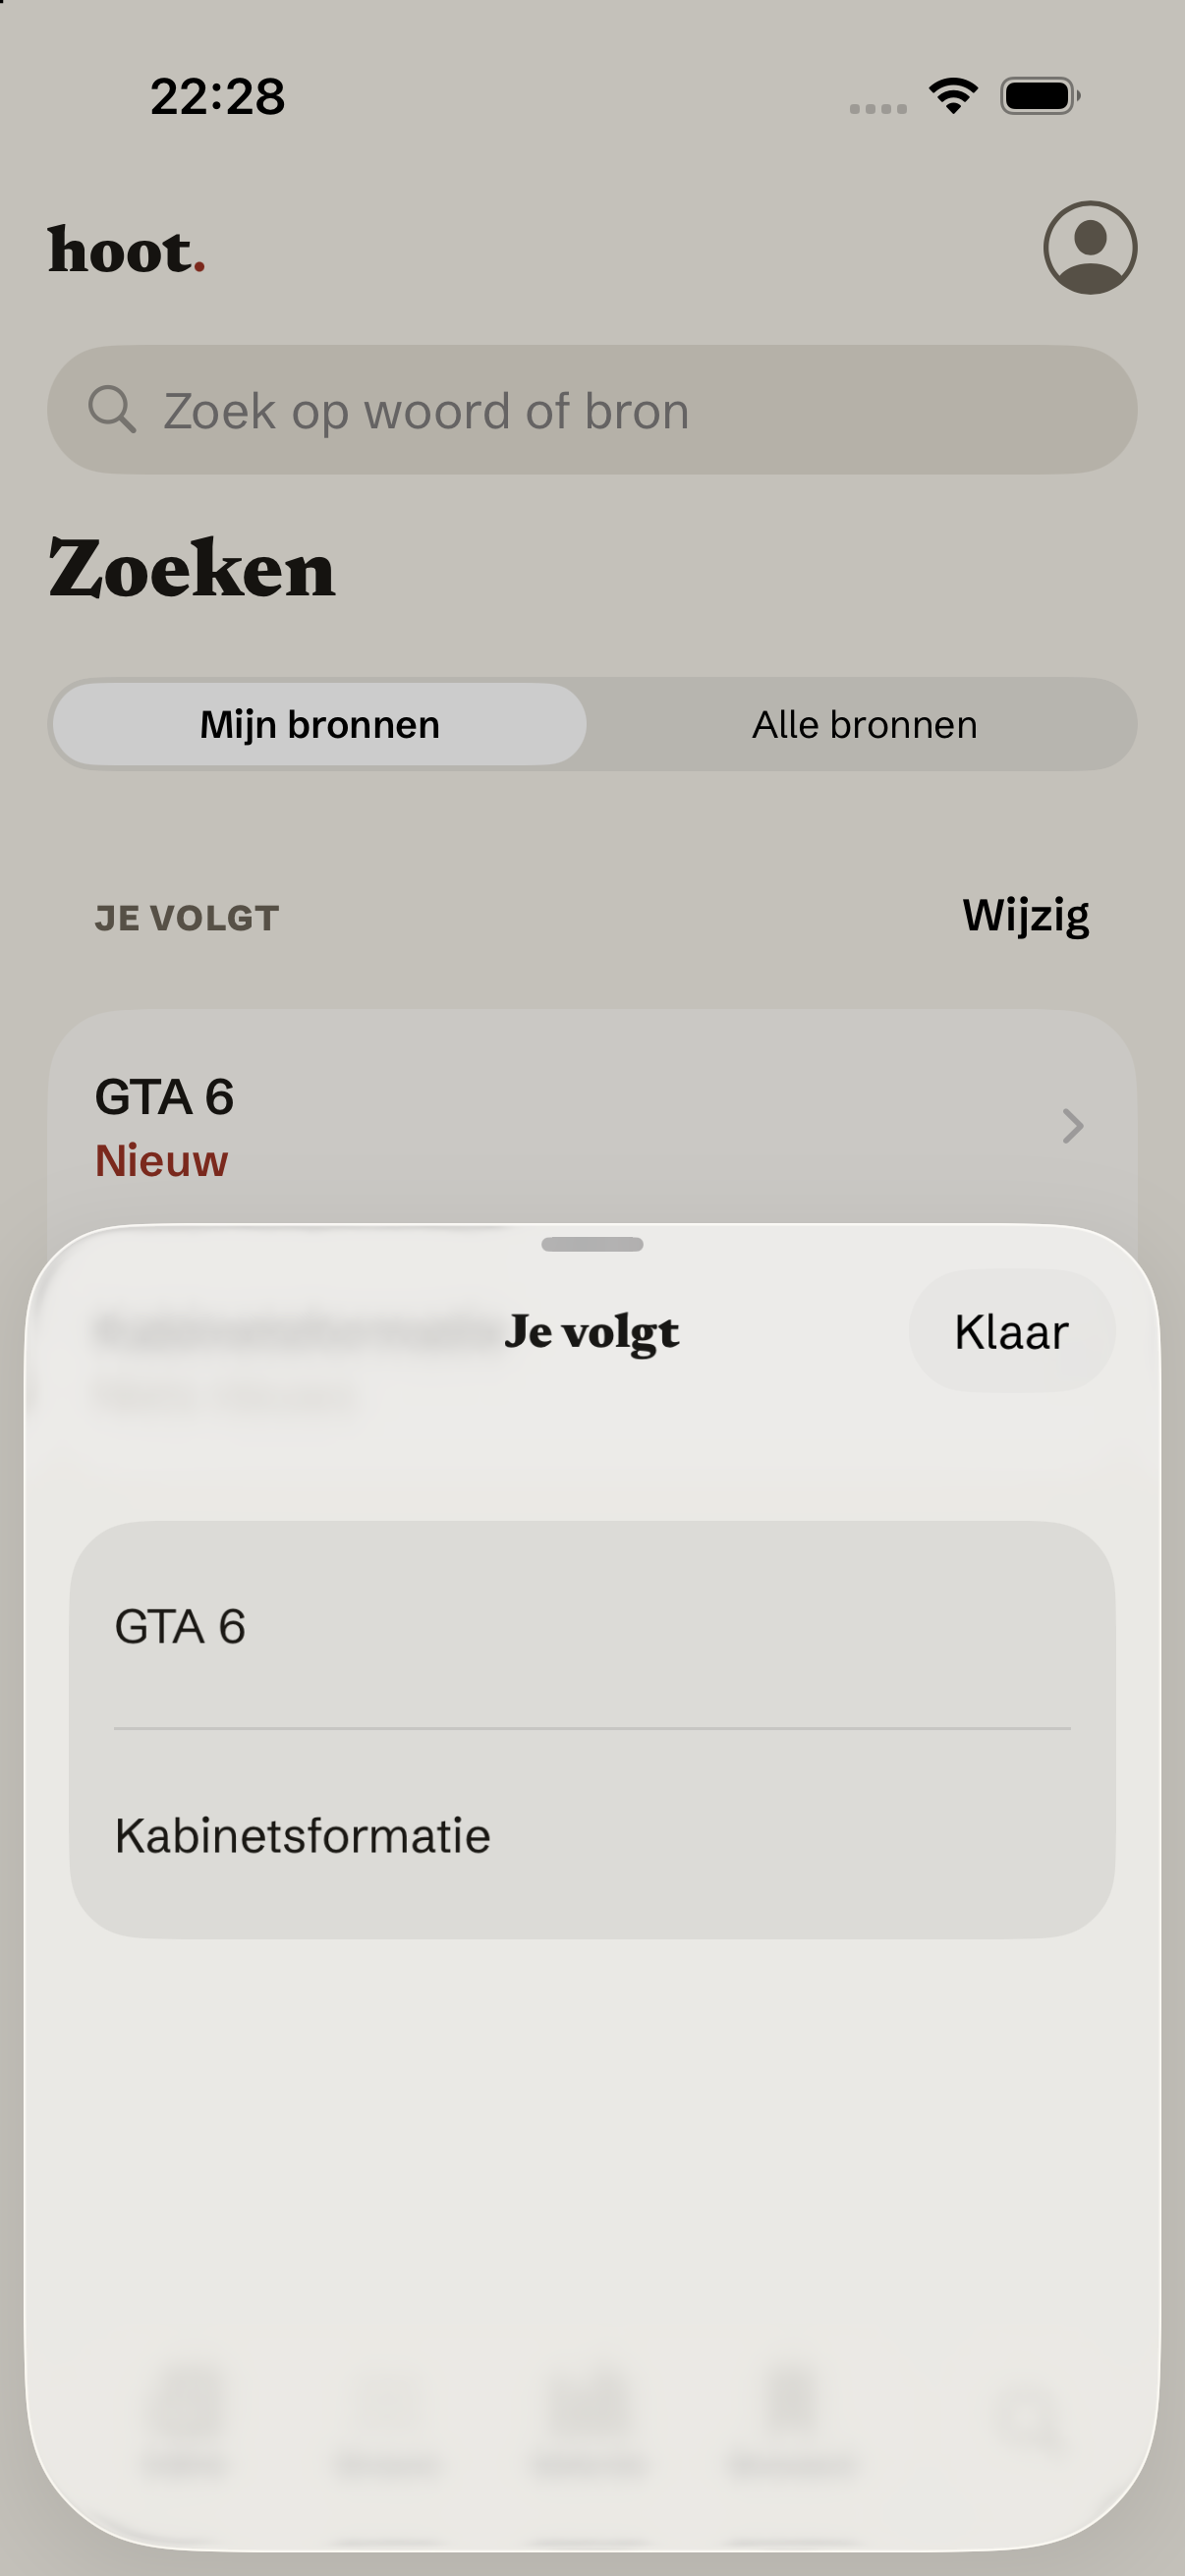 22:28
hoot.
Zoek op woord of bron
Zoeken
Mijn bronnen
Alle bronnen
JE VOLGT
Wijzig
GTA 6
Nieuw
Je volgt
Klaar
GTA 6
Kabinetsformatie